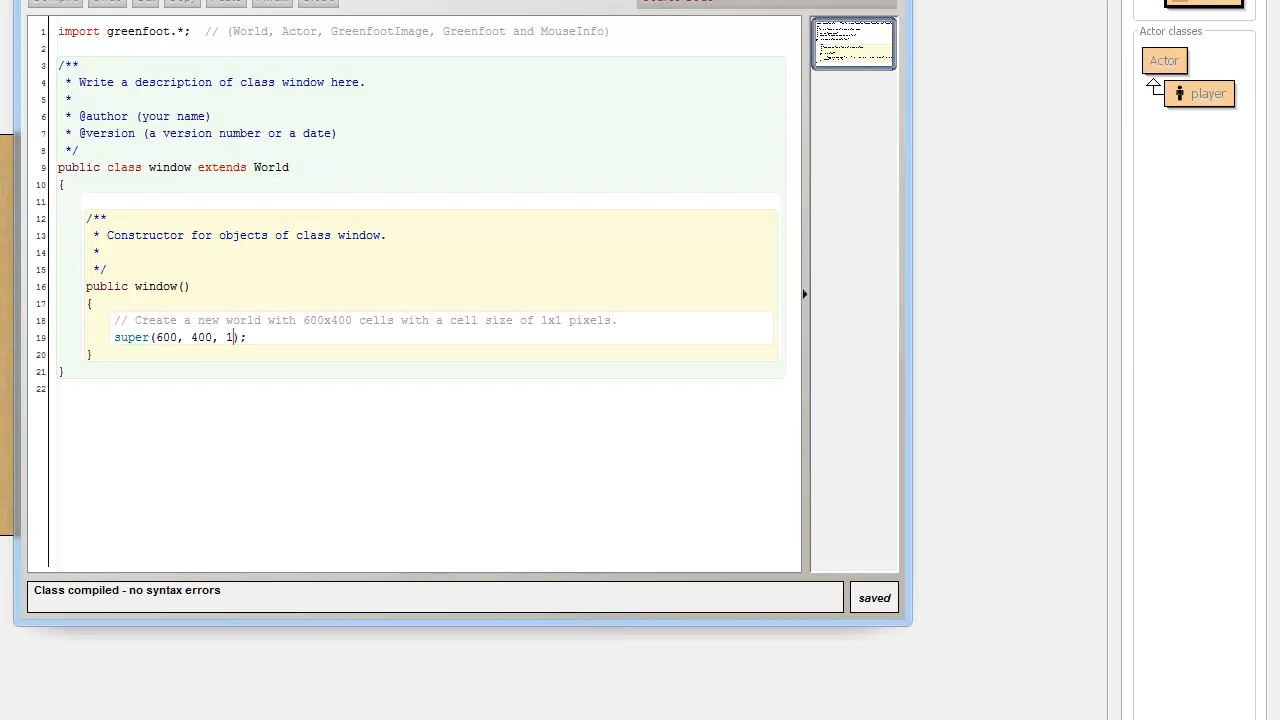 1 import greenfoot.*;  // (World, Actor, GreenfootImage, Greenfoot and MouseInfo)
2
3 /**
4  * Write a description of class window here.
5  *
6  * @author (your name)
7  * @version (a version number or a date)
8  */
9 public class window extends World
10 {
11
12     /**
13      * Constructor for objects of class window.
14      *
15      */
16     public window()
17     {
18         // Create a new world with 600x400 cells with a cell size of 1x1 pixels.
19         super(600, 400, 1);
20     }
21 }
22
Class compiled - no syntax errors
saved
Actor classes
Actor
player